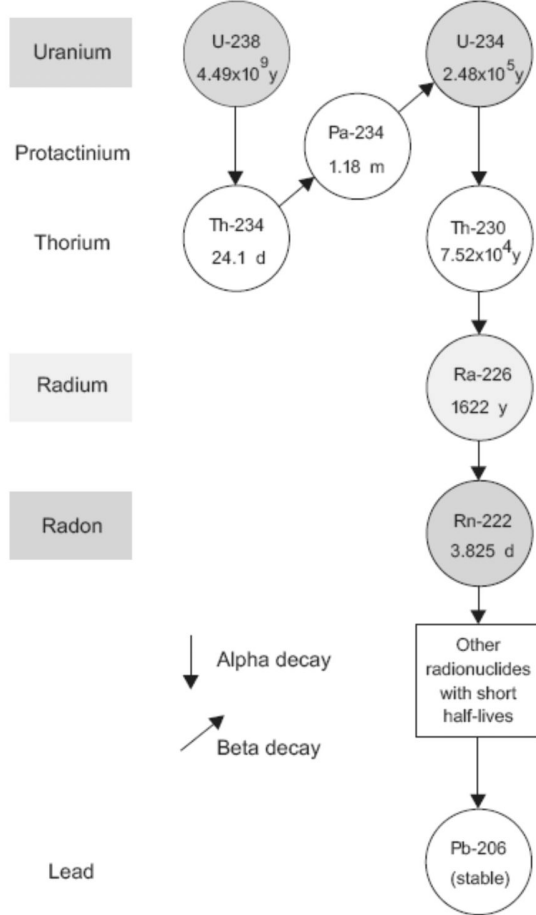 Uranium
U-238
4.49x10⁹y
U-234
2.48x10⁵y
Protactinium
Pa-234
1.18 m
Thorium
Th-234
24.1 d
Th-230
7.52x10⁴y
Radium
Ra-226
1622 y
Radon
Rn-222
3.825 d
Alpha decay
Beta decay
Other
radionuclides
with short
half-lives
Lead
Pb-206
(stable)